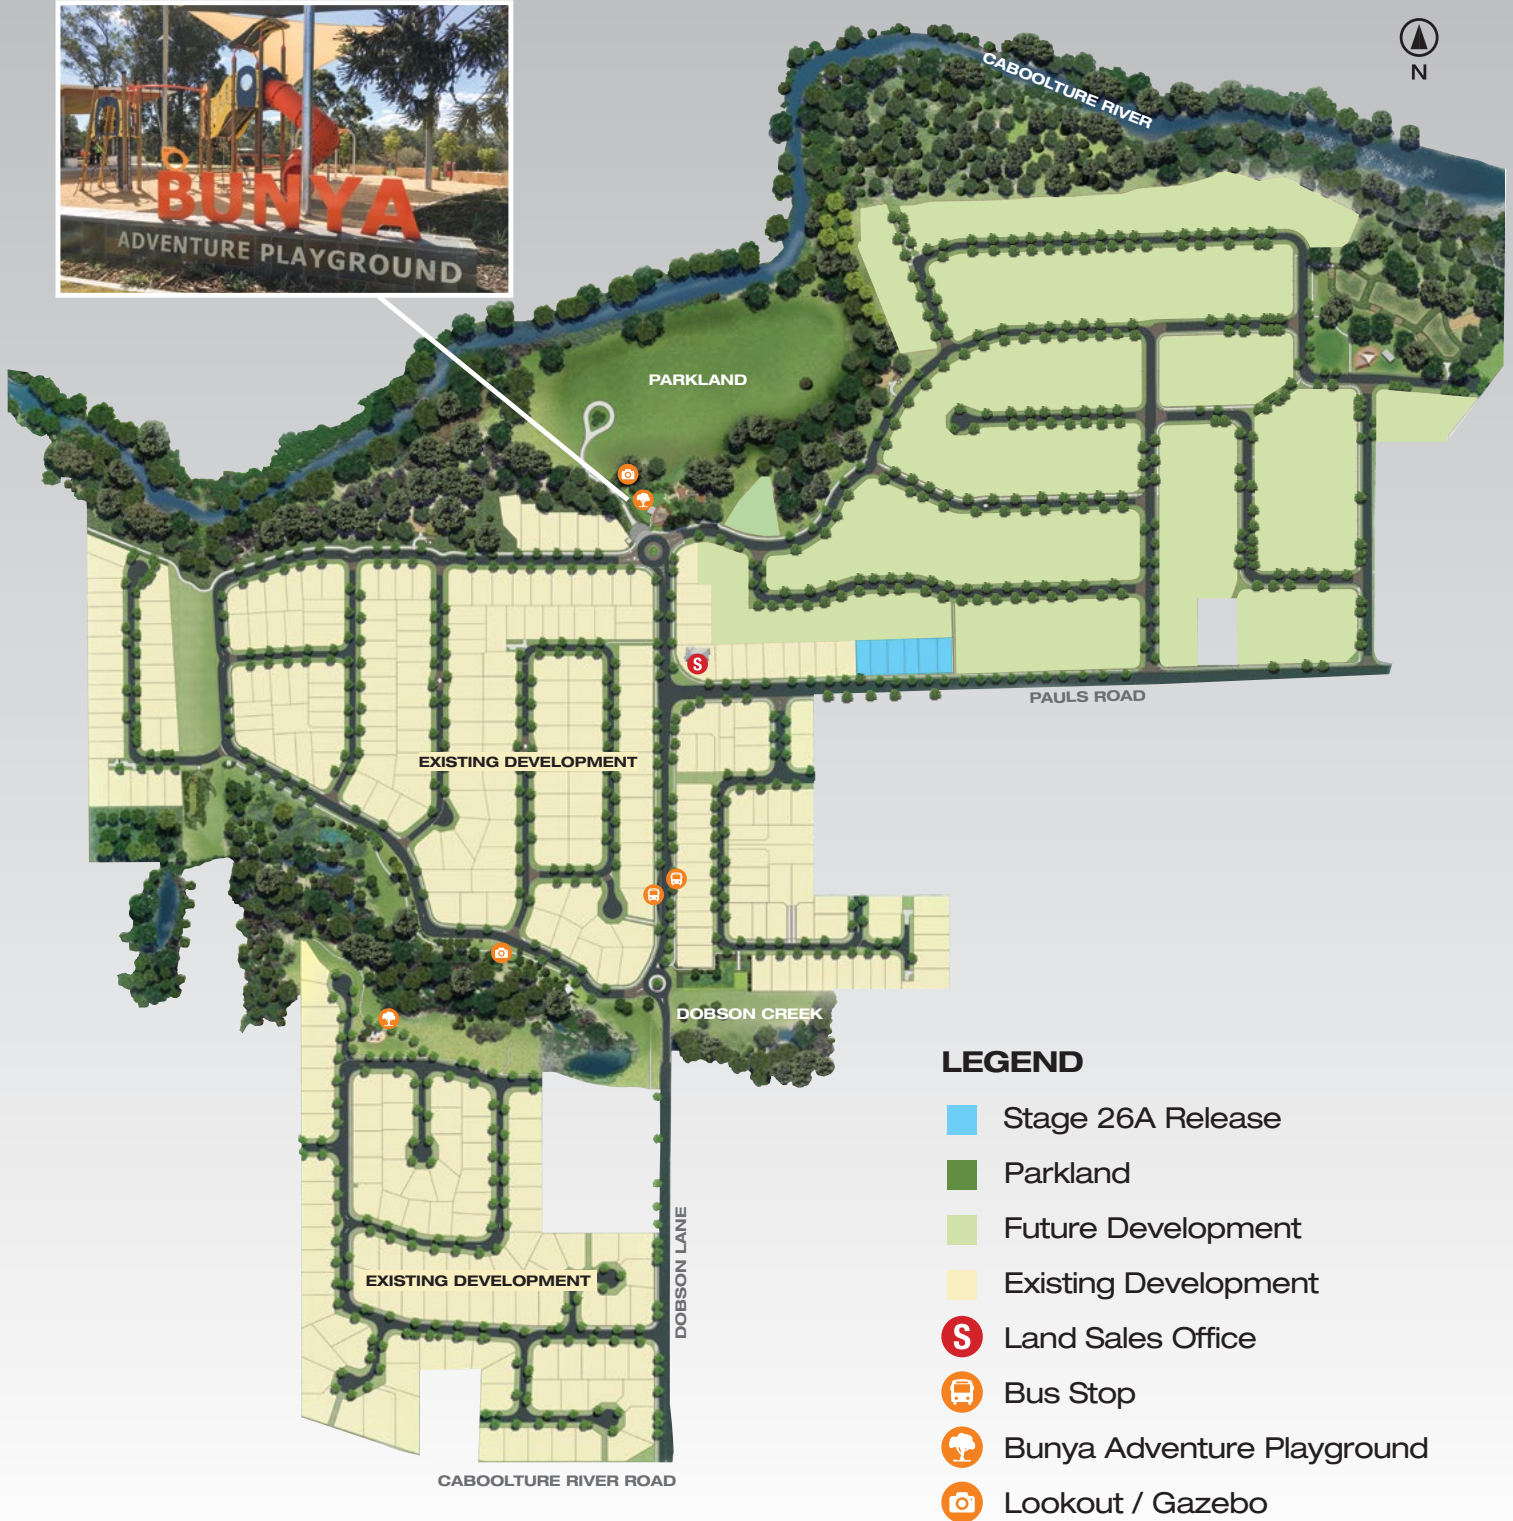 BUNYA
ADVENTURE PLAYGROUND
N
CABOOLTURE RIVER
PARKLAND
S
PAULS ROAD
EXISTING DEVELOPMENT
DOBSON CREEK
DOBSON LANE
EXISTING DEVELOPMENT
CABOOLTURE RIVER ROAD
LEGEND
Stage 26A Release
Parkland
Future Development
Existing Development
S Land Sales Office
Bus Stop
Bunya Adventure Playground
Lookout / Gazebo